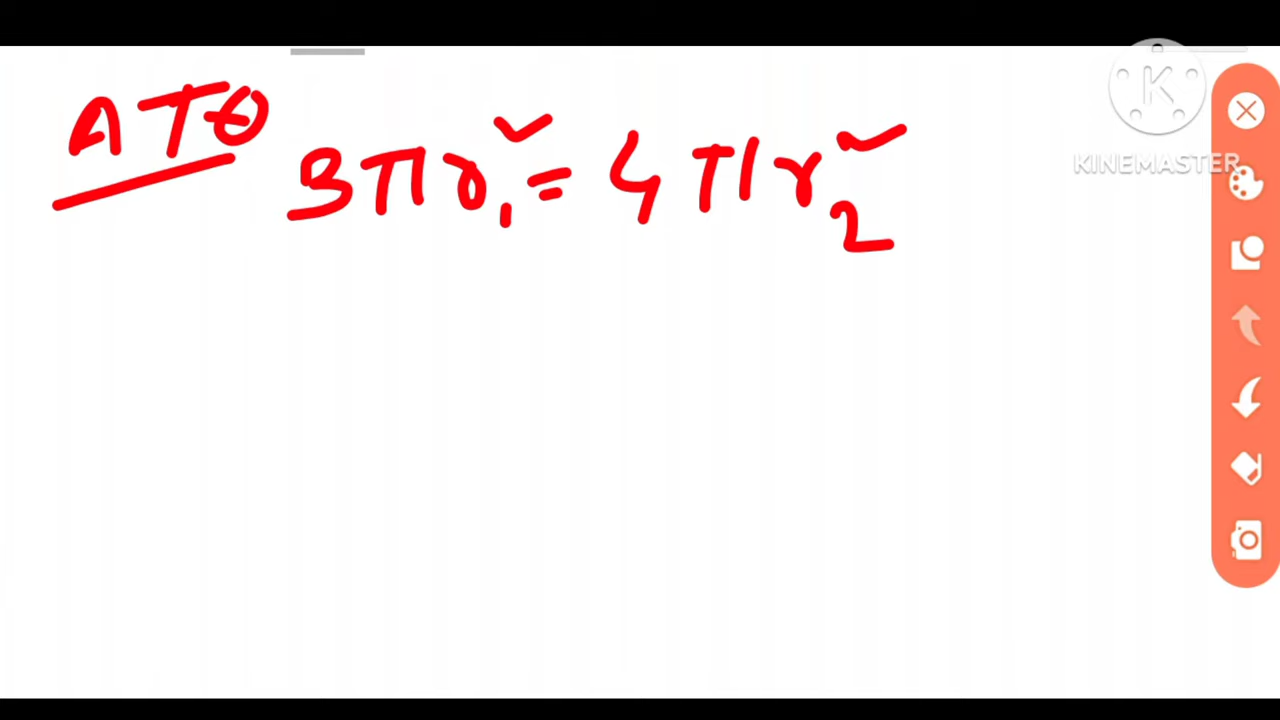 ATQ 3πr₁² = 4πr₂²
KINEMASTER